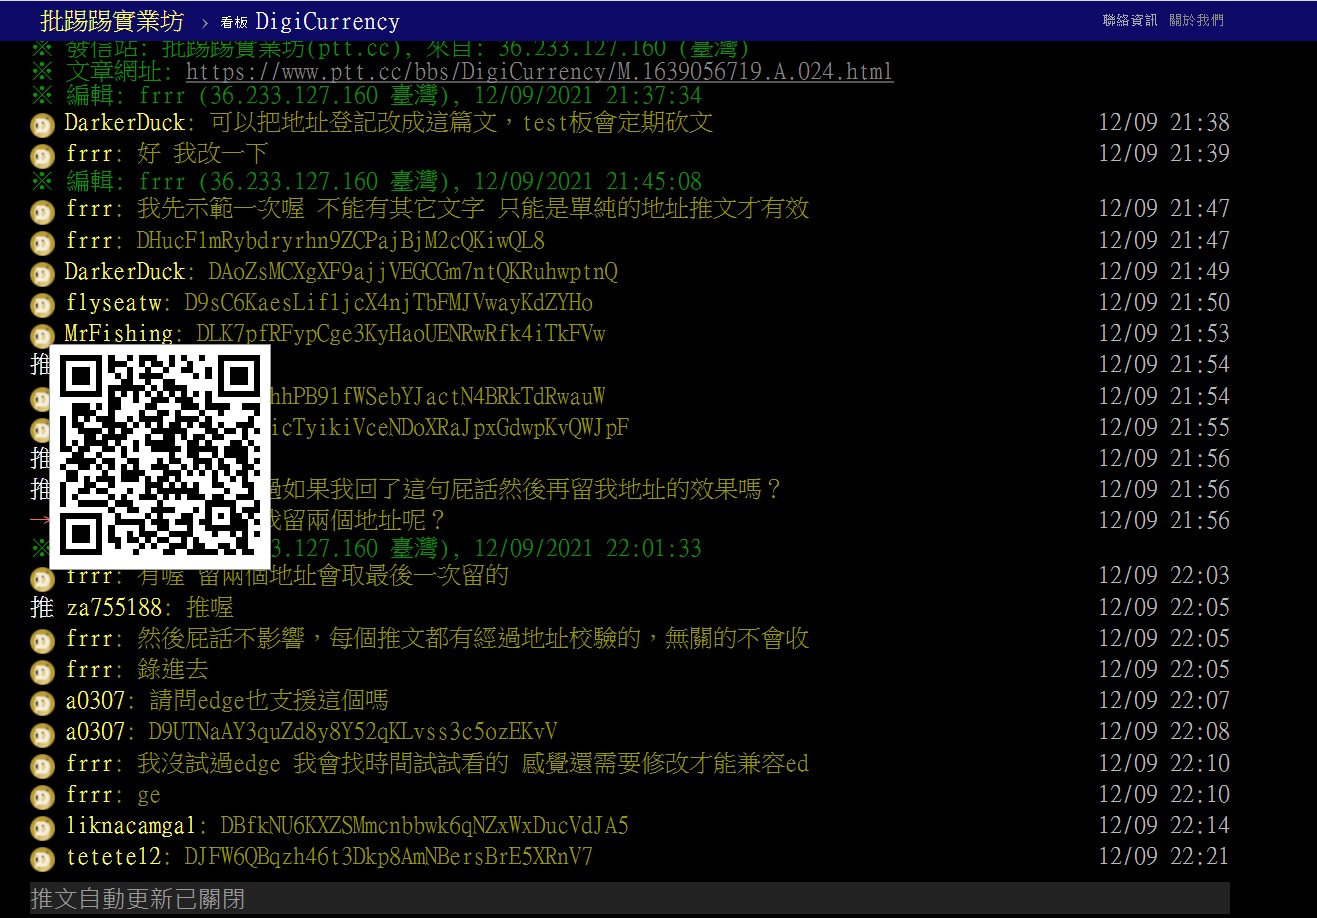 批踢踢實業坊 › 看板 DigiCurrency 聯絡資訊 關於我們
※ 發信站: 批踢踢實業坊(ptt.cc), 來自: 36.233.127.160 (臺灣)
※ 文章網址: https://www.ptt.cc/bbs/DigiCurrency/M.1639056719.A.024.html
※ 編輯: frrr (36.233.127.160 臺灣), 12/09/2021 21:37:34
DarkerDuck: 可以把地址登記改成這篇文，test板會定期砍文 12/09 21:38
frrr: 好 我改一下 12/09 21:39
※ 編輯: frrr (36.233.127.160 臺灣), 12/09/2021 21:45:08
frrr: 我先示範一次喔 不能有其它文字 只能是單純的地址推文才有效 12/09 21:47
frrr: DHucF1mRybdryrhn9ZCPajBjM2cQKiwQL8 12/09 21:47
DarkerDuck: DAoZsMCXgXF9ajjVEGCGm7ntQKRuhwptnQ 12/09 21:49
flyseatw: D9sC6KaesLif1jcX4njTbFMJVwayKdZYHo 12/09 21:50
MrFishing: DLK7pfRFypCge3KyHaoUENRwRfk4iTkFVw 12/09 21:53
推 12/09 21:54
hhPB91fWSebYJactN4BRkTdRwauW 12/09 21:54
icTyikiVceNDoXRaJpxGdwpKvQWJpF 12/09 21:55
推 12/09 21:56
推 過如果我回了這句屁話然後再留我地址的效果嗎？ 12/09 21:56
→ 我留兩個地址呢？ 12/09 21:56
※ 3.127.160 臺灣), 12/09/2021 22:01:33
frrr: 有喔 留兩個地址會取最後一次留的 12/09 22:03
推 za755188: 推喔 12/09 22:05
frrr: 然後屁話不影響，每個推文都有經過地址校驗的，無關的不會收 12/09 22:05
frrr: 錄進去 12/09 22:05
a0307: 請問edge也支援這個嗎 12/09 22:07
a0307: D9UTNaAY3quZd8y8Y52qKLvss3c5ozEKvV 12/09 22:08
frrr: 我沒試過edge 我會找時間試試看的 感覺還需要修改才能兼容ed 12/09 22:10
frrr: ge 12/09 22:10
liknacamgal: DBfkNU6KXZSMmcnbbwk6qNZxWxDucVdJA5 12/09 22:14
tetete12: DJFW6QBqzh46t3Dkp8AmNBersBrE5XRnV7 12/09 22:21
推文自動更新已關閉